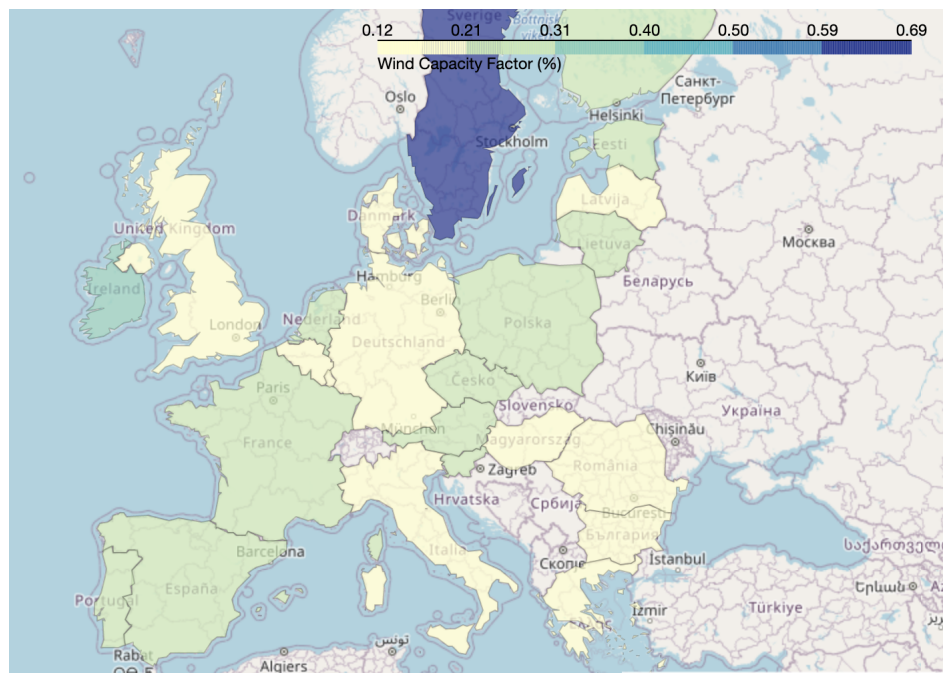 Sverige
Bottniska
0.12 0.21 0.31 0.40 0.50 0.59 0.69
Wind Capacity Factor (%)
Санкт-
Петербург
Oslo
Helsinki
Stockholm
Eesti
Latvija
Danmark
United Kingdom
Lietuva
Москва
Hamburg
Беларусь
Ireland
Berlin
London
Nederland
Polska
Deutschland
Київ
Paris
Česko
Slovensko
Україна
München
Chișinău
France
Magyarország
Zagreb
România
Hrvatska
Србија
București
България
Barcelona
Italia
İstanbul
Скопје
España
Երևան
Portugal
İzmir
Türkiye
تونس
Rabat
Algiers